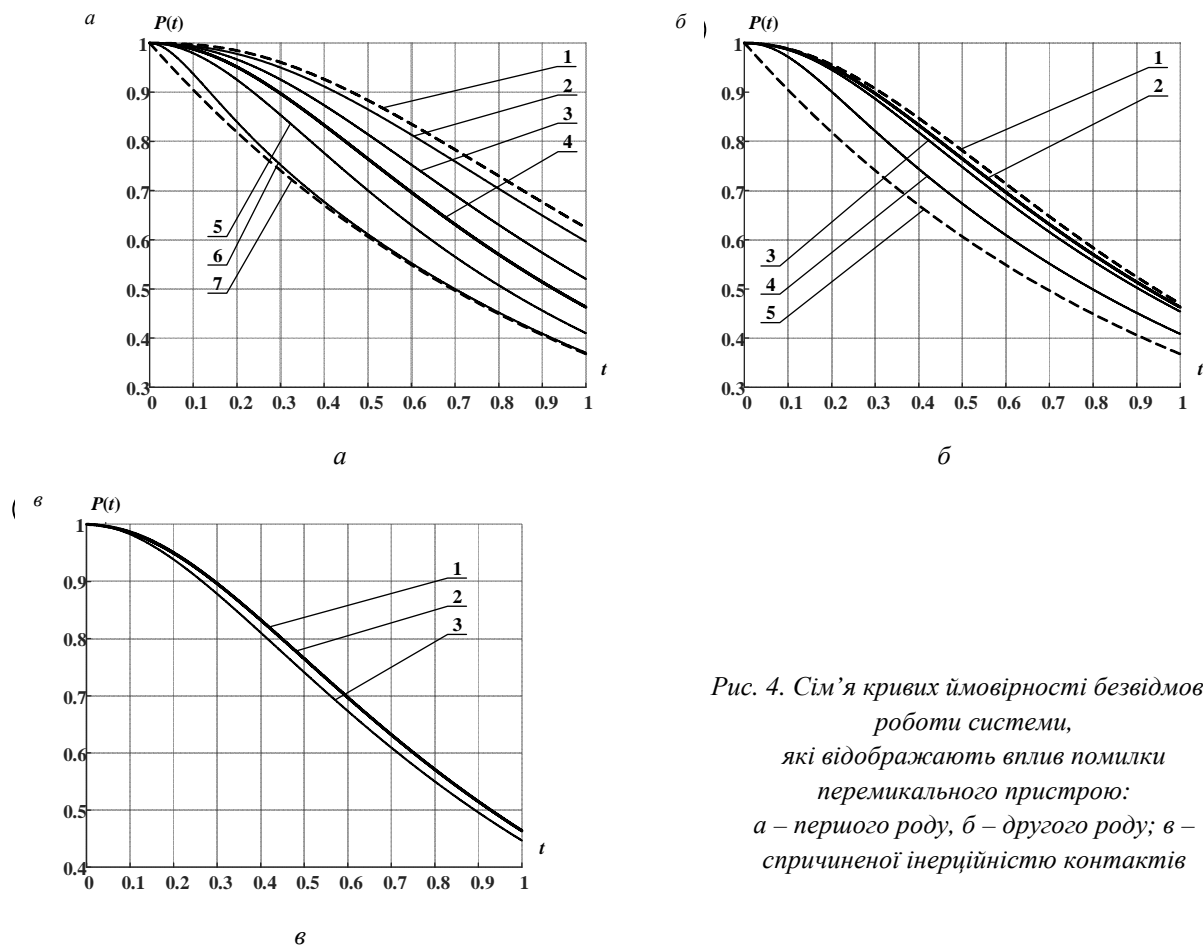 а
P(t)
1
0.9
0.8
0.7
0.6
0.5
0.4
0.3
1
2
3
4
5
6
7
t
0 0.1 0.2 0.3 0.4 0.5 0.6 0.7 0.8 0.9 1
а
б
)
P(t)
1
0.9
0.8
0.7
0.6
0.5
0.4
0.3
1
2
3
4
5
t
0 0.1 0.2 0.3 0.4 0.5 0.6 0.7 0.8 0.9 1
б
(
в
P(t)
1
0.9
0.8
0.7
0.6
0.5
0.4
1
2
3
t
0 0.1 0.2 0.3 0.4 0.5 0.6 0.7 0.8 0.9 1
в
Рис. 4. Сім’я кривих ймовірності безвідмов
роботи системи,
які відображають вплив помилки
перемикального пристрою:
а – першого роду, б – другого роду; в –
спричиненої інерційністю контактів